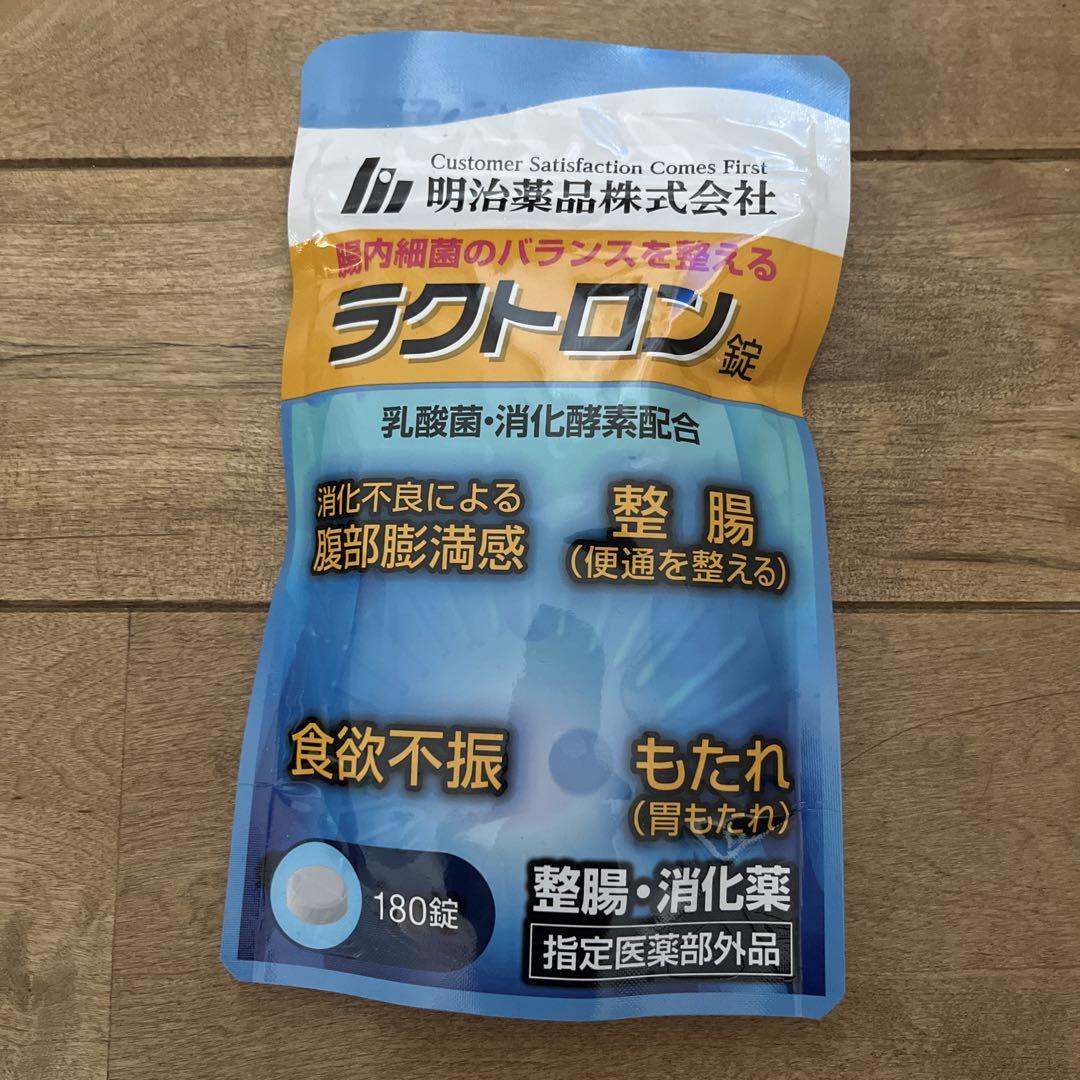 Customer Satisfaction Comes First
明治薬品株式会社
腸内細菌のバランスを整える
ラクトロン錠
乳酸菌・消化酵素配合
消化不良による
腹部膨満感
整腸
(便通を整える)
食欲不振
もたれ
(胃もたれ)
180錠
整腸・消化薬
指定医薬部外品